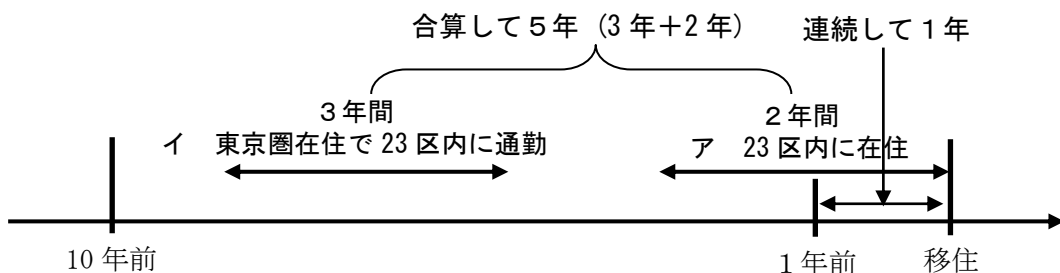 合算して５年（3 年＋2 年）
連続して１年
３年間
イ　東京圏在住で 23 区内に通勤
２年間
ア　23 区内に在住
10 年前
１年前
移住